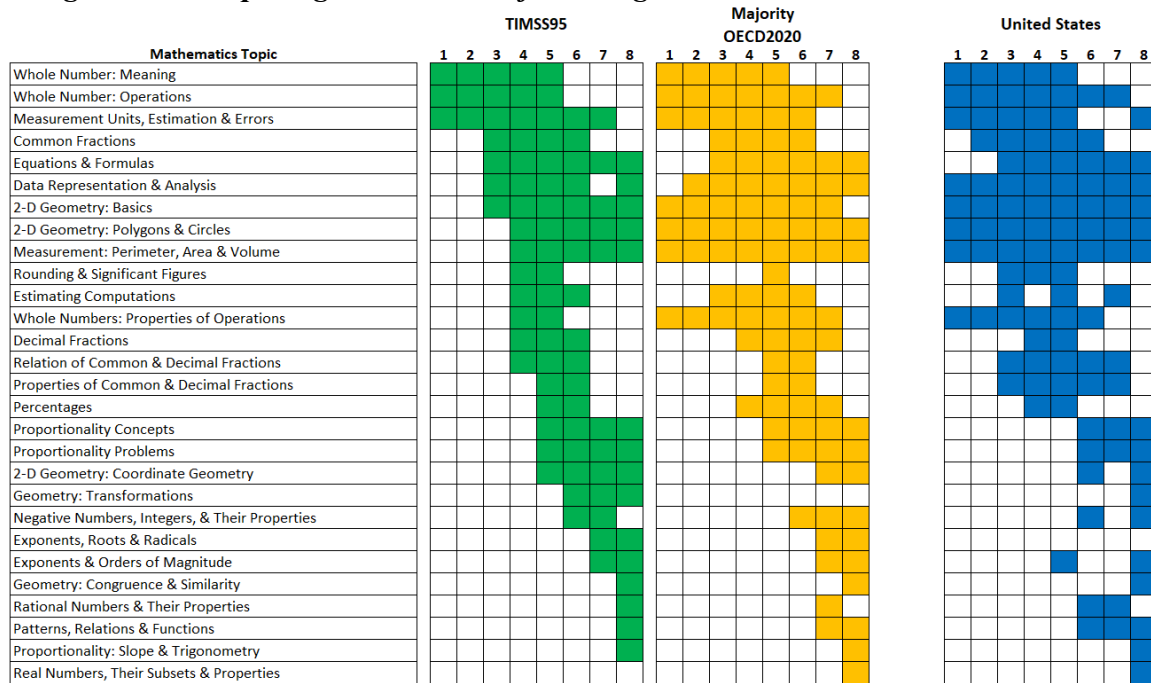 TIMSS95
Majority
OECD2020
United States
Mathematics Topic
1 2 3 4 5 6 7 8
1 2 3 4 5 6 7 8
1 2 3 4 5 6 7 8
Whole Number: Meaning
Whole Number: Operations
Measurement Units, Estimation & Errors
Common Fractions
Equations & Formulas
Data Representation & Analysis
2-D Geometry: Basics
2-D Geometry: Polygons & Circles
Measurement: Perimeter, Area & Volume
Rounding & Significant Figures
Estimating Computations
Whole Numbers: Properties of Operations
Decimal Fractions
Relation of Common & Decimal Fractions
Properties of Common & Decimal Fractions
Percentages
Proportionality Concepts
Proportionality Problems
2-D Geometry: Coordinate Geometry
Geometry: Transformations
Negative Numbers, Integers, & Their Properties
Exponents, Roots & Radicals
Exponents & Orders of Magnitude
Geometry: Congruence & Similarity
Rational Numbers & Their Properties
Patterns, Relations & Functions
Proportionality: Slope & Trigonometry
Real Numbers, Their Subsets & Properties